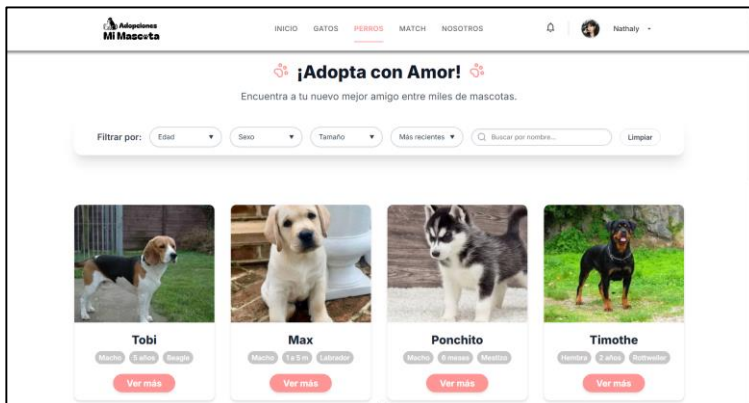 Adopciones
Mi Mascota
INICIO GATOS PERROS MATCH NOSOTROS
Nathaly
¡Adopta con Amor!
Encuentra a tu nuevo mejor amigo entre miles de mascotas.
Filtrar por: Edad Sexo Tamaño Más recientes Buscar por nombre... Limpiar
Tobi Max Ponchito Timothe
Macho 5 años Beagle Macho 1 a 5 m Labrador Macho 6 meses Mestizo Hembra 2 años Rottweiler
Ver más Ver más Ver más Ver más